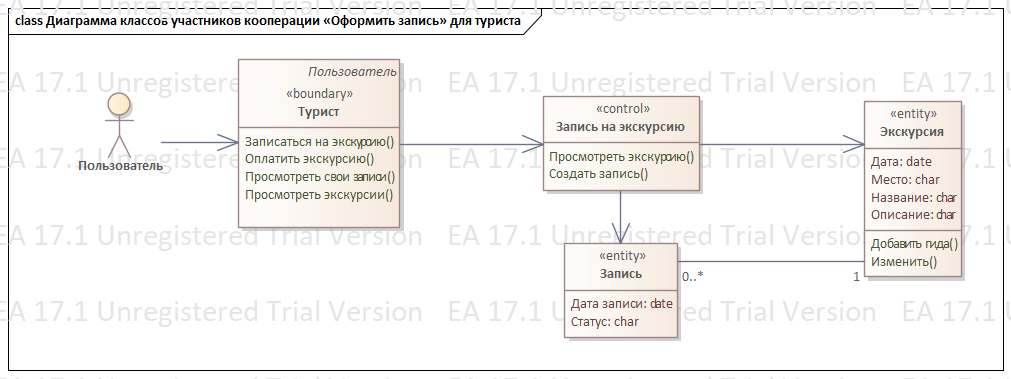 class Диаграмма классов участников кооперации «Оформить запись» для туриста
EA 17.1 Unregistered Trial Version
Пользователь
Пользователь
«boundary»
Турист
Записаться на экскурсию()
Оплатить экскурсию()
Просмотреть свои записи()
Просмотреть экскурсии()
«control»
Запись на экскурсию
Просмотреть экскурсию()
Создать запись()
«entity»
Экскурсия
Дата: date
Место: char
Название: char
Описание: char
Добавить гида()
Изменить()
«entity»
Запись
Дата записи: date
Статус: char
0..*
1